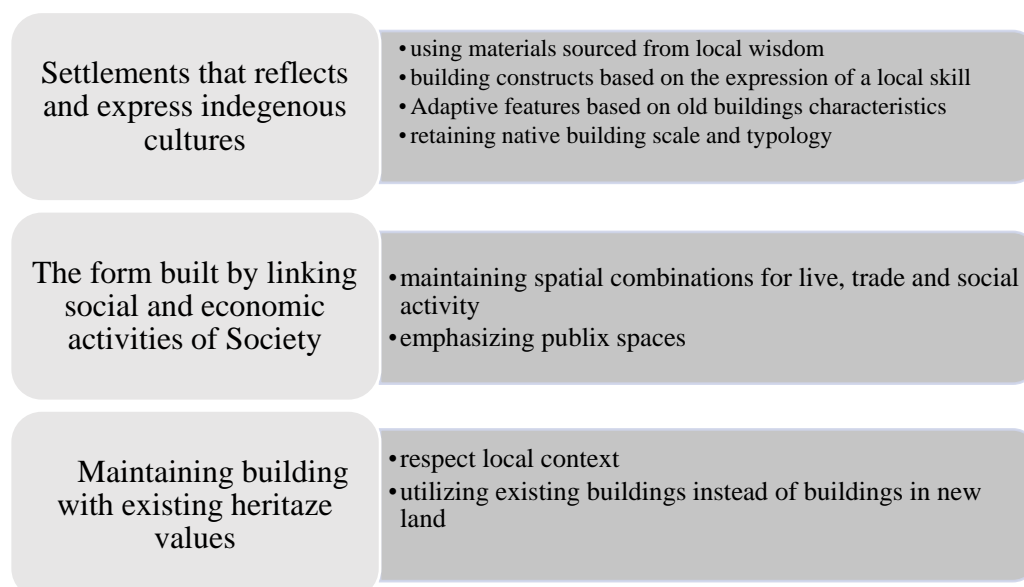 Settlements that reflects
and express indegenous
cultures
•using materials sourced from local wisdom
•building constructs based on the expression of a local skill
•Adaptive features based on old buildings characteristics
•retaining native building scale and typology
The form built by linking
social and economic
activities of Society
•maintaining spatial combinations for live, trade and social
activity
•emphasizing publix spaces
Maintaining building
with existing heritaze
values
•respect local context
•utilizing existing buildings instead of buildings in new
land